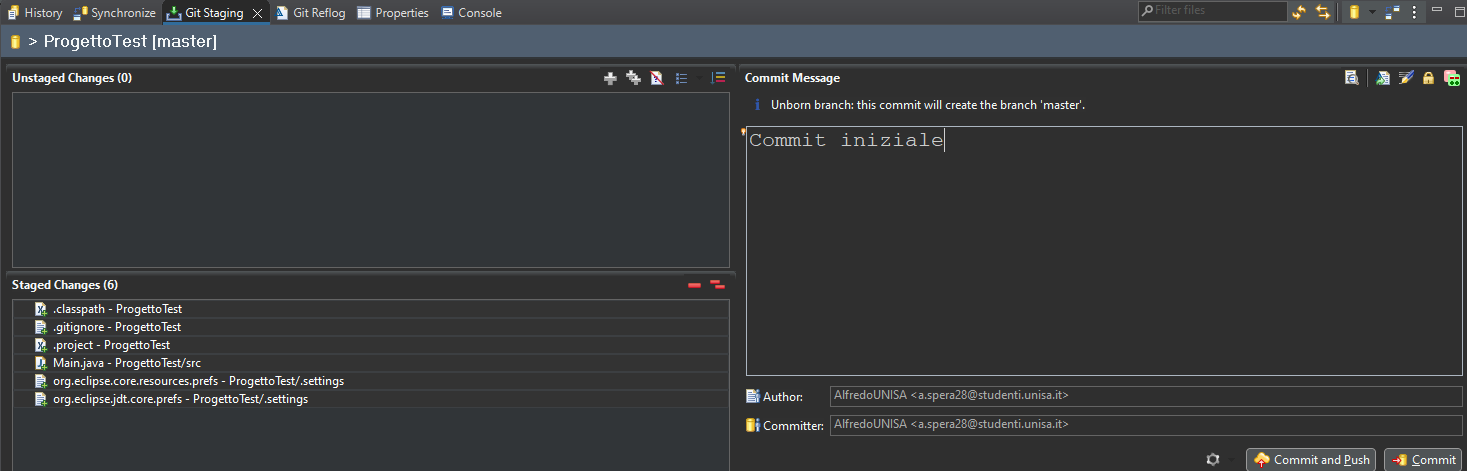 History Synchronize Git Staging Git Reflog Properties Console Filter files
> ProgettoTest [master]
Unstaged Changes (0)
Staged Changes (6)
.classpath - ProgettoTest
.gitignore - ProgettoTest
.project - ProgettoTest
Main.java - ProgettoTest/src
org.eclipse.core.resources.prefs - ProgettoTest/.settings
org.eclipse.jdt.core.prefs - ProgettoTest/.settings
Commit Message
Unborn branch: this commit will create the branch 'master'.
Commit iniziale
Author: AlfredoUNISA <a.spera28@studenti.unisa.it>
Committer: AlfredoUNISA <a.spera28@studenti.unisa.it>
Commit and Push Commit